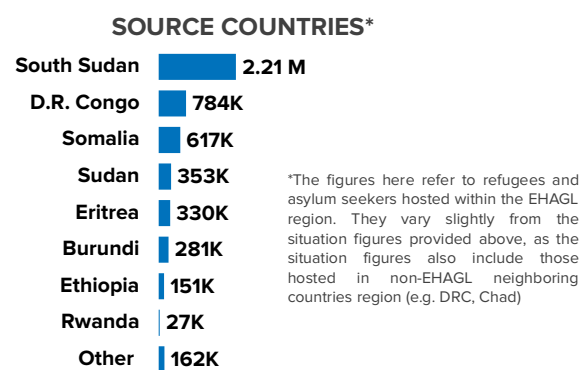 SOURCE COUNTRIES*
South Sudan 2.21 M
D.R. Congo 784K
Somalia 617K
Sudan 353K
Eritrea 330K
Burundi 281K
Ethiopia 151K
Rwanda 27K
Other 162K
*The figures here refer to refugees and
asylum seekers hosted within the EHAGL
region. They vary slightly from the
situation figures provided above, as the
situation figures also include those
hosted in non-EHAGL neighboring
countries region (e.g. DRC, Chad)